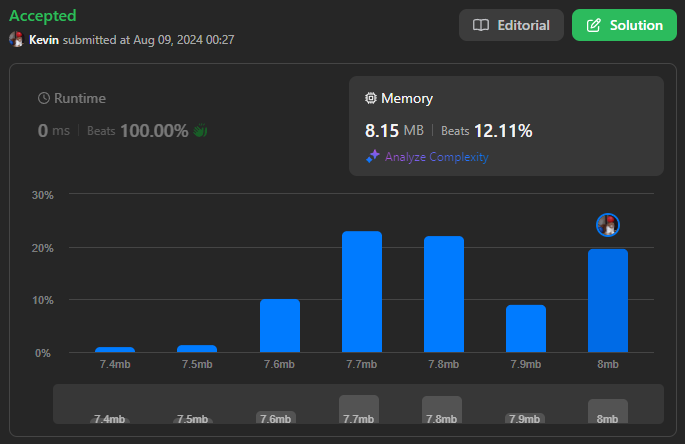 Accepted
Editorial
Solution
Kevin submitted at Aug 09, 2024 00:27
Runtime
0 ms | Beats 100.00%
Memory
8.15 MB | Beats 12.11%
Analyze Complexity
30%
20%
10%
0%
7.4mb 7.5mb 7.6mb 7.7mb 7.8mb 7.9mb 8mb
7.4mb 7.5mb 7.6mb 7.7mb 7.8mb 7.9mb 8mb